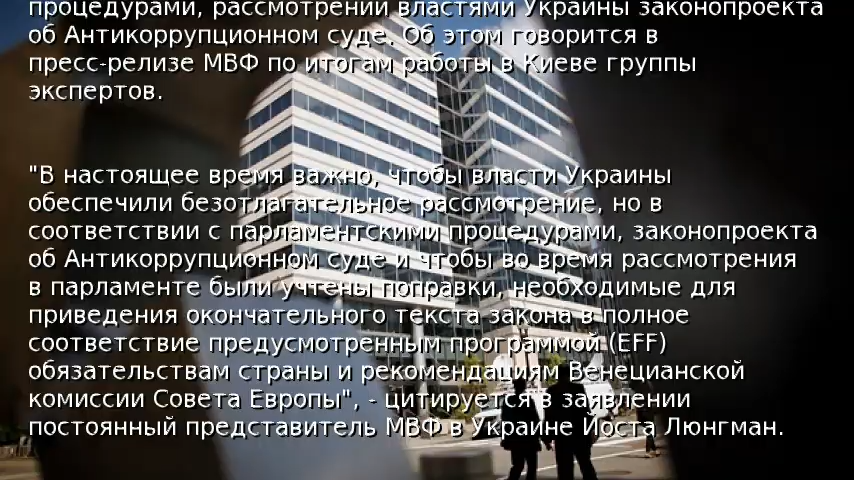 процедурами, рассмотрении властями Украины законопроекта
об Антикоррупционном суде. Об этом говорится в
пресс-релизе МВФ по итогам работы в Киеве группы
экспертов.
"В настоящее время важно, чтобы власти Украины
обеспечили безотлагательное рассмотрение, но в
соответствии с парламентскими процедурами, законопроекта
об Антикоррупционном суде и чтобы во время рассмотрения
в парламенте были учтены поправки, необходимые для
приведения окончательного текста закона в полное
соответствие предусмотренным программой (EFF)
обязательствам страны и рекомендациям Венецианской
комиссии Совета Европы", - цитируется в заявлении
постоянный представитель МВФ в Украине Йоста Люнгман.